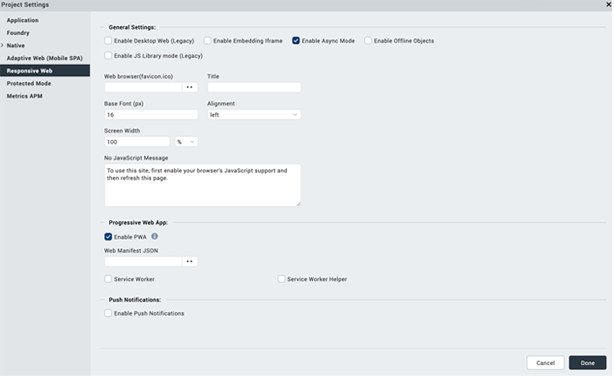 Project Settings
Application
Foundry
Native
Adaptive Web (Mobile SPA)
Responsive Web
Protected Mode
Metrics APM
General Settings:
Enable Desktop Web (Legacy) Enable Embedding Iframe Enable Async Mode Enable Offline Objects
Enable JS Library mode (Legacy)
Web browser(favicon.ico) Title
Base Font (px) Alignment
16 left
Screen Width
100 %
No JavaScript Message
To use this site, first enable your browser's JavaScript support and
then refresh this page.
Progressive Web App:
Enable PWA
Web Manifest JSON
Service Worker Service Worker Helper
Push Notifications:
Enable Push Notifications
Cancel Done